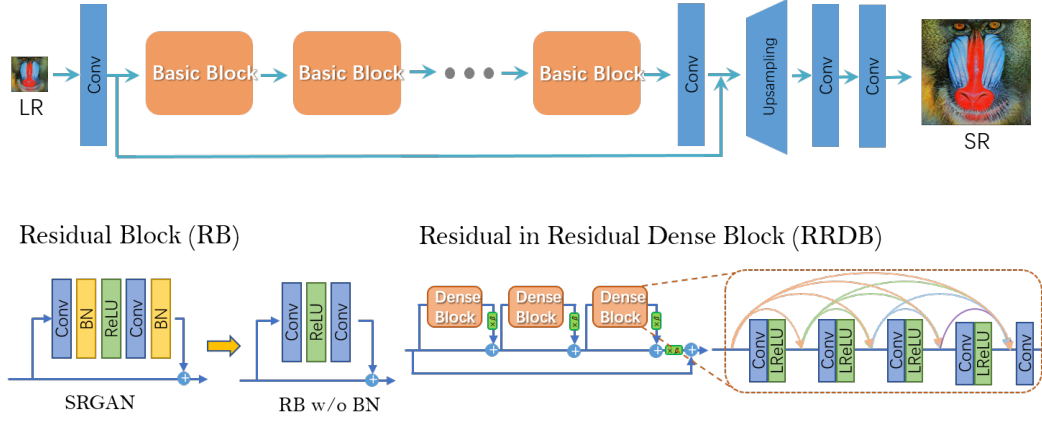 LR
Conv
Basic Block
Basic Block
Basic Block
Conv
Upsampling
Conv
Conv
SR
Residual Block (RB)
Residual in Residual Dense Block (RRDB)
Conv
BN
ReLU
Conv
BN
SRGAN
Conv
ReLU
Conv
RB w/o BN
Dense
Block
× β
Dense
Block
× β
Dense
Block
× β
× β
Conv
LReLU
Conv
LReLU
Conv
LReLU
Conv
LReLU
Conv